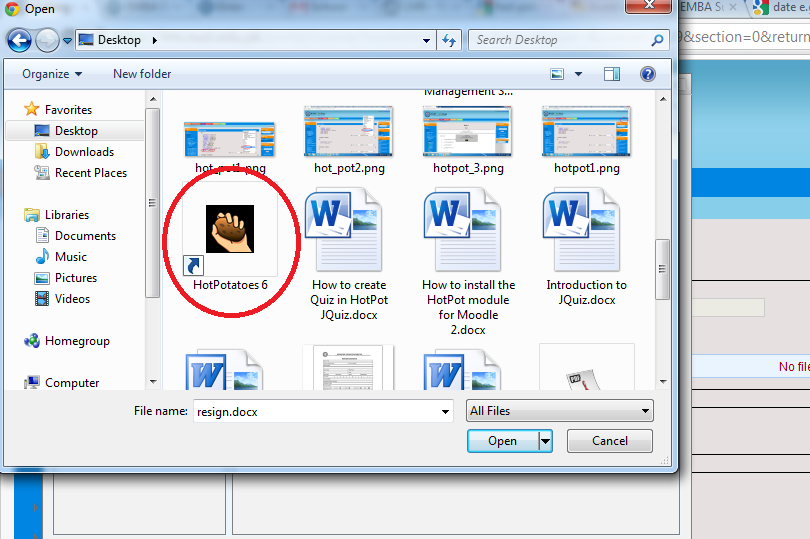 Open
EMBA S
date e.
Desktop
Search Desktop
9&section=0&return
Organize
New folder
Favorites
Desktop
Downloads
Recent Places
Libraries
Documents
Music
Pictures
Videos
Homegroup
Computer
Management S...
hot_pot1.png
hot_pot2.png
hotpot_3.png
hotpot1.png
HotPotatoes 6
How to create
Quiz in HotPot
JQuiz.docx
How to install the
HotPot module
for Moodle
2.docx
Introduction to
JQuiz.docx
No file
File name:
resign.docx
All Files
Open
Cancel